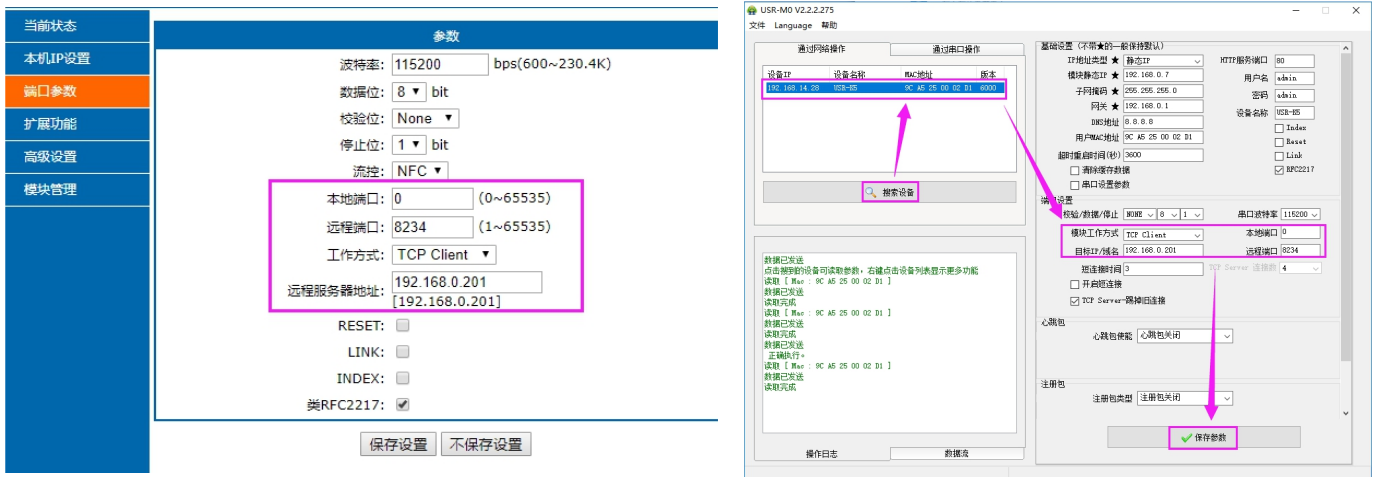 当前状态
本机IP设置
端口参数
扩展功能
高级设置
模块管理
参数
波特率: 115200 bps(600~230.4K)
数据位: 8 bit
校验位: None
停止位: 1 bit
流控: NFC
本地端口: 0 (0~65535)
远程端口: 8234 (1~65535)
工作方式: TCP Client
远程服务器地址: 192.168.0.201
[192.168.0.201]
RESET:
LINK:
INDEX:
类RFC2217:
保存设置 不保存设置
USR-M0 V2.2.2.275
文件 Language 帮助
通过网络操作 通过串口操作
设备IP 设备名称 MAC地址 版本
192.168.14.28 USR-K5 9C A5 25 00 02 D1 6000
搜索设备
数据已发送
点击搜到的设备可读取参数，右键点击设备列表显示更多功能
读取 [ Mac : 9C A5 25 00 02 D1 ]
数据已发送
读取完成
读取 [ Mac : 9C A5 25 00 02 D1 ]
数据已发送
读取完成
数据已发送
正确执行。
读取 [ Mac : 9C A5 25 00 02 D1 ]
数据已发送
读取完成
操作日志 数据流
基础设置 (不带★的一般保持默认)
IP地址类型 ★ 静态IP HTTP服务端口 80
模块静态IP ★ 192.168.0.7 用户名 admin
子网掩码 ★ 255.255.255.0 密码 admin
网关 ★ 192.168.0.1 设备名称 USR-K5
DNS地址 8.8.8.8 Index
用户MAC地址 9C A5 25 00 02 D1 Reset
超时重启时间(秒) 3600 Link
清除缓存数据 RFC2217
串口设置参数
端口设置
校验/数据/停止 NONE 8 1 串口波特率 115200
模块工作方式 TCP Client 本地端口 0
目标IP/域名 192.168.0.201 远程端口 8234
短连接时间 3 TCP Server 连接数 4
开启短连接
TCP Server-踢掉旧连接
心跳包
心跳包使能 心跳包关闭
注册包
注册包类型 注册包关闭
保存参数